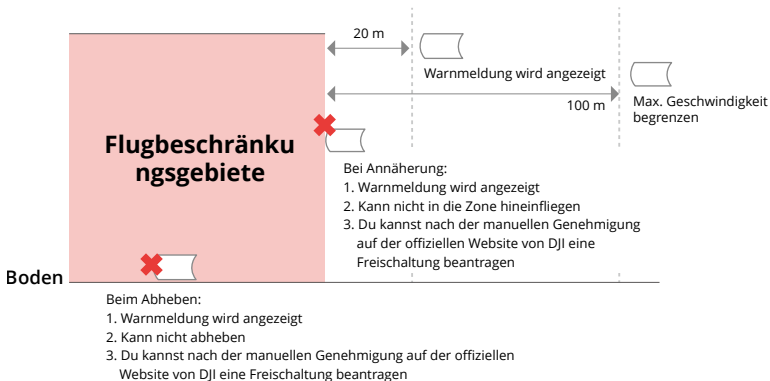 20 m
Warnmeldung wird angezeigt
100 m
Max. Geschwindigkeit
begrenzen
Flugbeschränku
ngsgebiete
Bei Annäherung:
1. Warnmeldung wird angezeigt
2. Kann nicht in die Zone hineinfliegen
3. Du kannst nach der manuellen Genehmigung
auf der offiziellen Website von DJI eine
Freischaltung beantragen
Boden
Beim Abheben:
1. Warnmeldung wird angezeigt
2. Kann nicht abheben
3. Du kannst nach der manuellen Genehmigung auf der offiziellen
Website von DJI eine Freischaltung beantragen